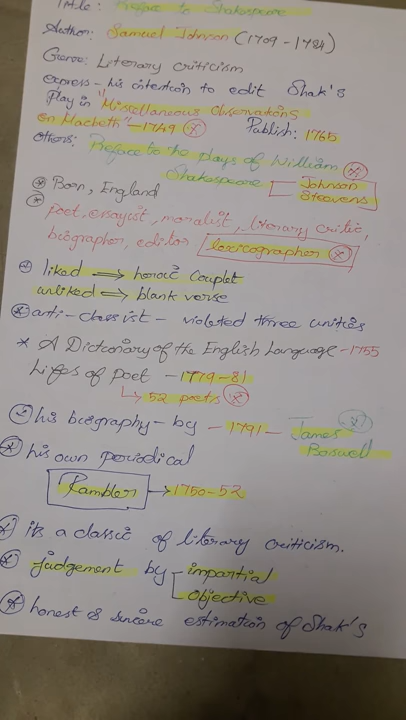 Title: Preface to Shakespeare
Author: Samuel Johnson (1709-1784)
Genre: Literary criticism
express - his intention to edit Shak's
play in "Miscellaneous Observations
on Macbeth" - 1749 Publish: 1765
Others: Preface to the plays of William
Shakespeare Johnson
Steevens
Born, England
poet, essayist, moralist, literary critic,
biographer, editor lexicographer
liked ⟹ heroic couplet
unliked ⟹ blank verse
anti-classist - violated three unities
* A Dictionary of the English Language - 1755
Lifes of Poet - 1779-81
↳ 52 poets
his biography - by - 1791 - James
Boswell
his own periodical
Rambler → 1750-52
its a classic of literary criticism.
judgement by impartial
objective
honest & sincere estimation of Shak's